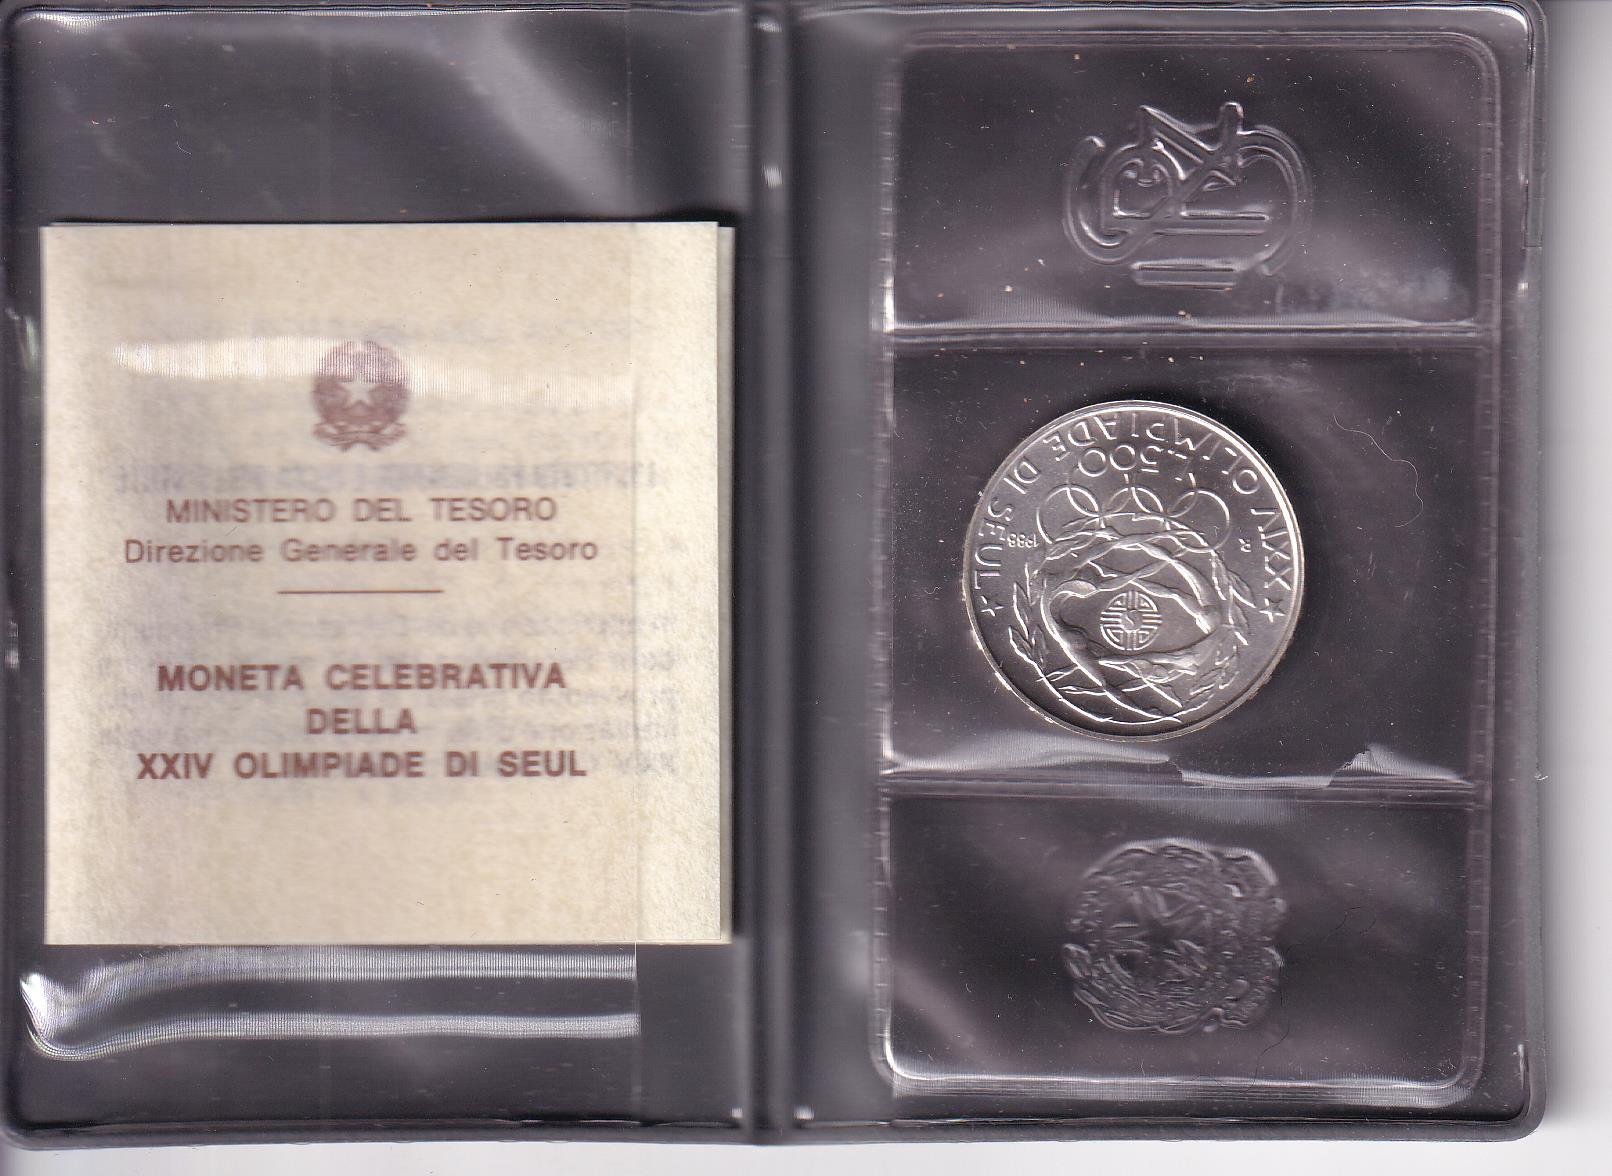 MINISTERO DEL TESORO
Direzione Generale del Tesoro
MONETA CELEBRATIVA
DELLA
XXIV OLIMPIADE DI SEUL
★ XXIV OLIMPIADE DI SEUL ★
L. 500
R
1988